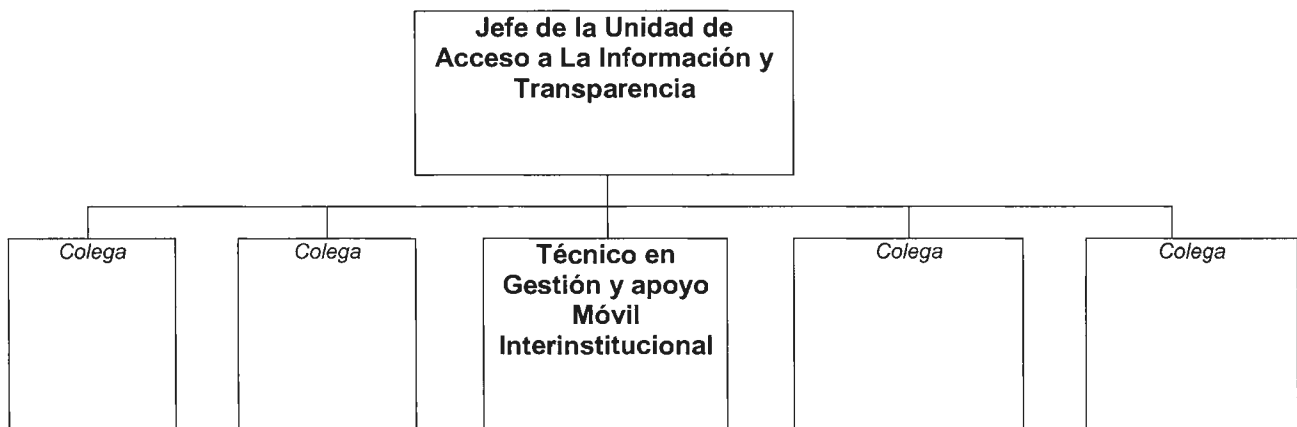 Jefe de la Unidad de
Acceso a La Información y
Transparencia
Colega
Colega
Técnico en
Gestión y apoyo
Móvil
Interinstitucional
Colega
Colega